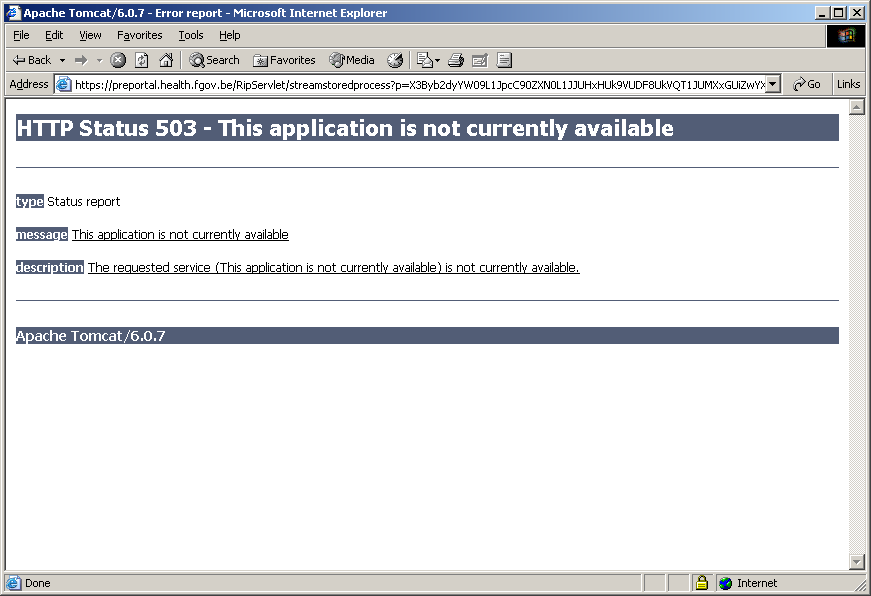 Apache Tomcat/6.0.7 - Error report - Microsoft Internet Explorer
File Edit View Favorites Tools Help
Back Search Favorites Media
Address https://preportal.health.fgov.be/RipServlet/streamstoredprocess?p=X3Byb2dyYW09L1JpcC90ZXN0L1JJUHxHUk9VUDF8UkVQT1JUMXxGUiZwYX Go Links
HTTP Status 503 - This application is not currently available
type Status report
message This application is not currently available
description The requested service (This application is not currently available) is not currently available.
Apache Tomcat/6.0.7
Done Internet